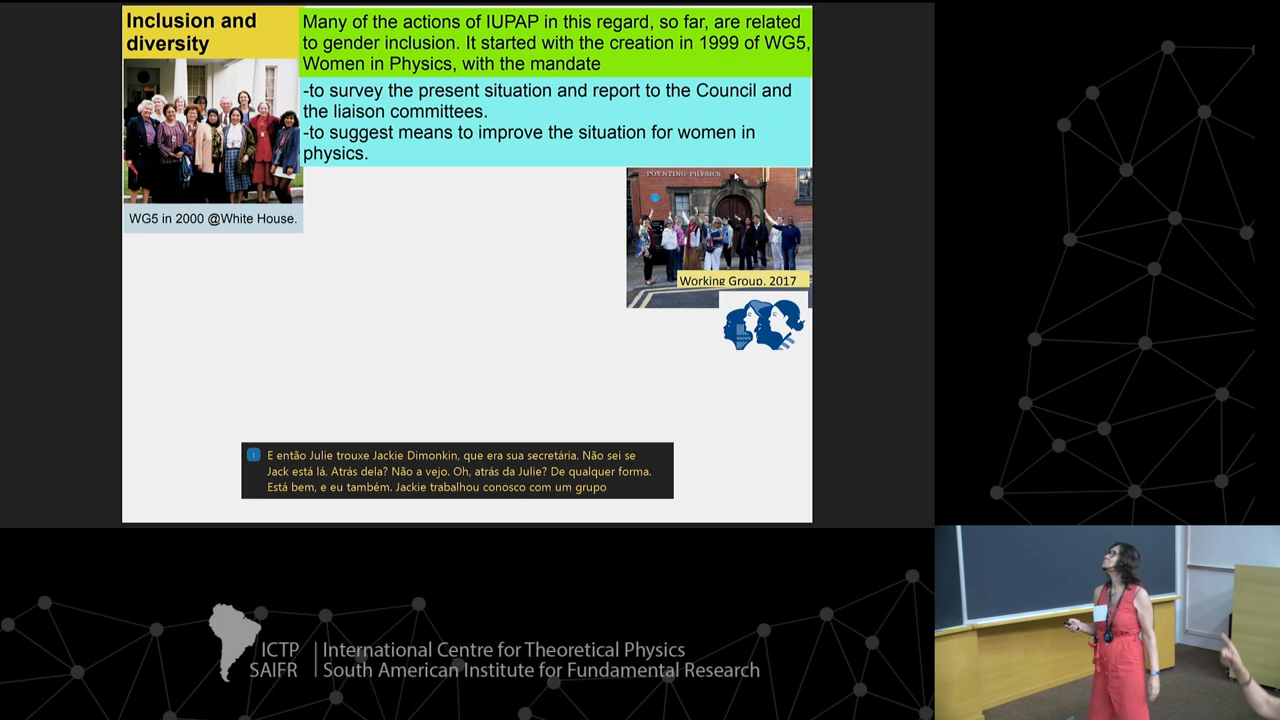 Inclusion and
diversity
Many of the actions of IUPAP in this regard, so far, are related
to gender inclusion. It started with the creation in 1999 of WG5,
Women in Physics, with the mandate
-to survey the present situation and report to the Council and
the liaison committees.
-to suggest means to improve the situation for women in
physics.
WG5 in 2000 @White House.
POYNTING PHYSICS
Working Group. 2017
E então Julie trouxe Jackie Dimonkin, que era sua secretária. Não sei se
Jack está lá. Atrás dela? Não a vejo. Oh, atrás da Julie? De qualquer forma.
Está bem, e eu também. Jackie trabalhou conosco com um grupo
ICTP
SAIFR
International Centre for Theoretical Physics
South American Institute for Fundamental Research